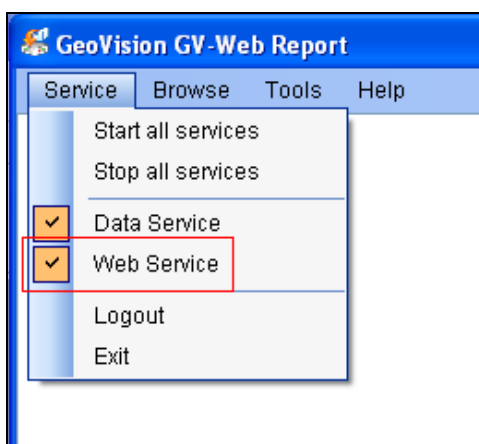 GeoVision GV-Web Report
Service Browse Tools Help
Start all services
Stop all services
Data Service
Web Service
Logout
Exit